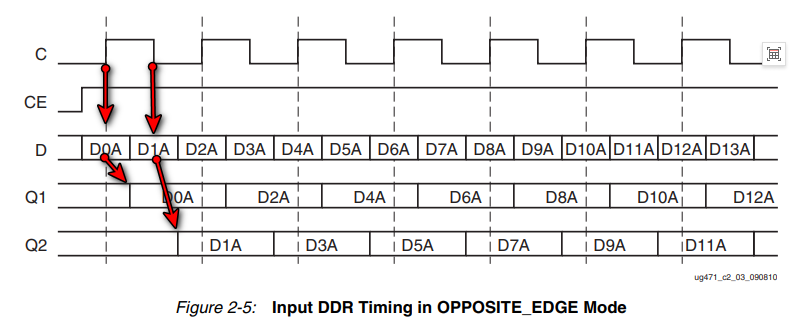 C
CE
D D0A D1A D2A D3A D4A D5A D6A D7A D8A D9A D10A D11A D12A D13A
Q1 D0A D2A D4A D6A D8A D10A D12A
Q2 D1A D3A D5A D7A D9A D11A
ug471_c2_03_090810
Figure 2-5: Input DDR Timing in OPPOSITE_EDGE Mode